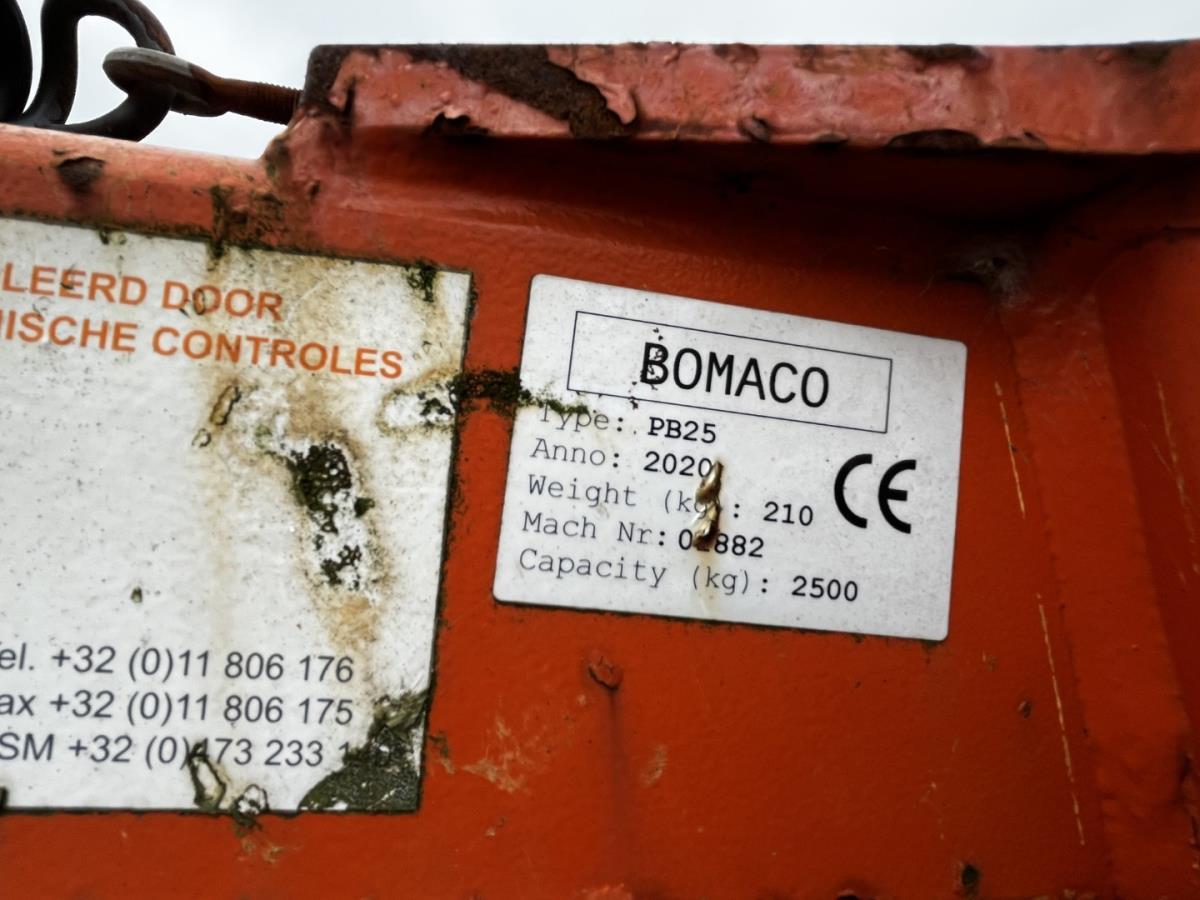 LEERD DOOR
ISCHE CONTROLES
el. +32 (0)11 806 176
ax +32 (0)11 806 175
SM +32 (0)473 233
BOMACO
Type: PB25
Anno: 2020
Weight (kg): 210
Mach Nr:
Capacity (kg): 2500
CE